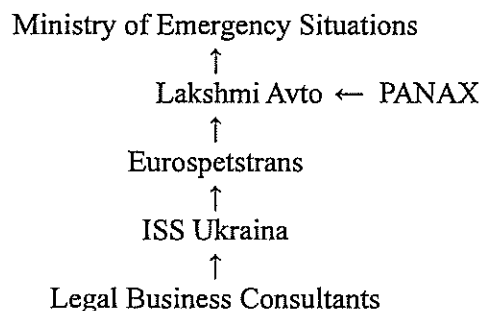 Ministry of Emergency Situations
↑
Lakshmi Avto ← PANAX
↑
Eurospetstrans
↑
ISS Ukraina
↑
Legal Business Consultants